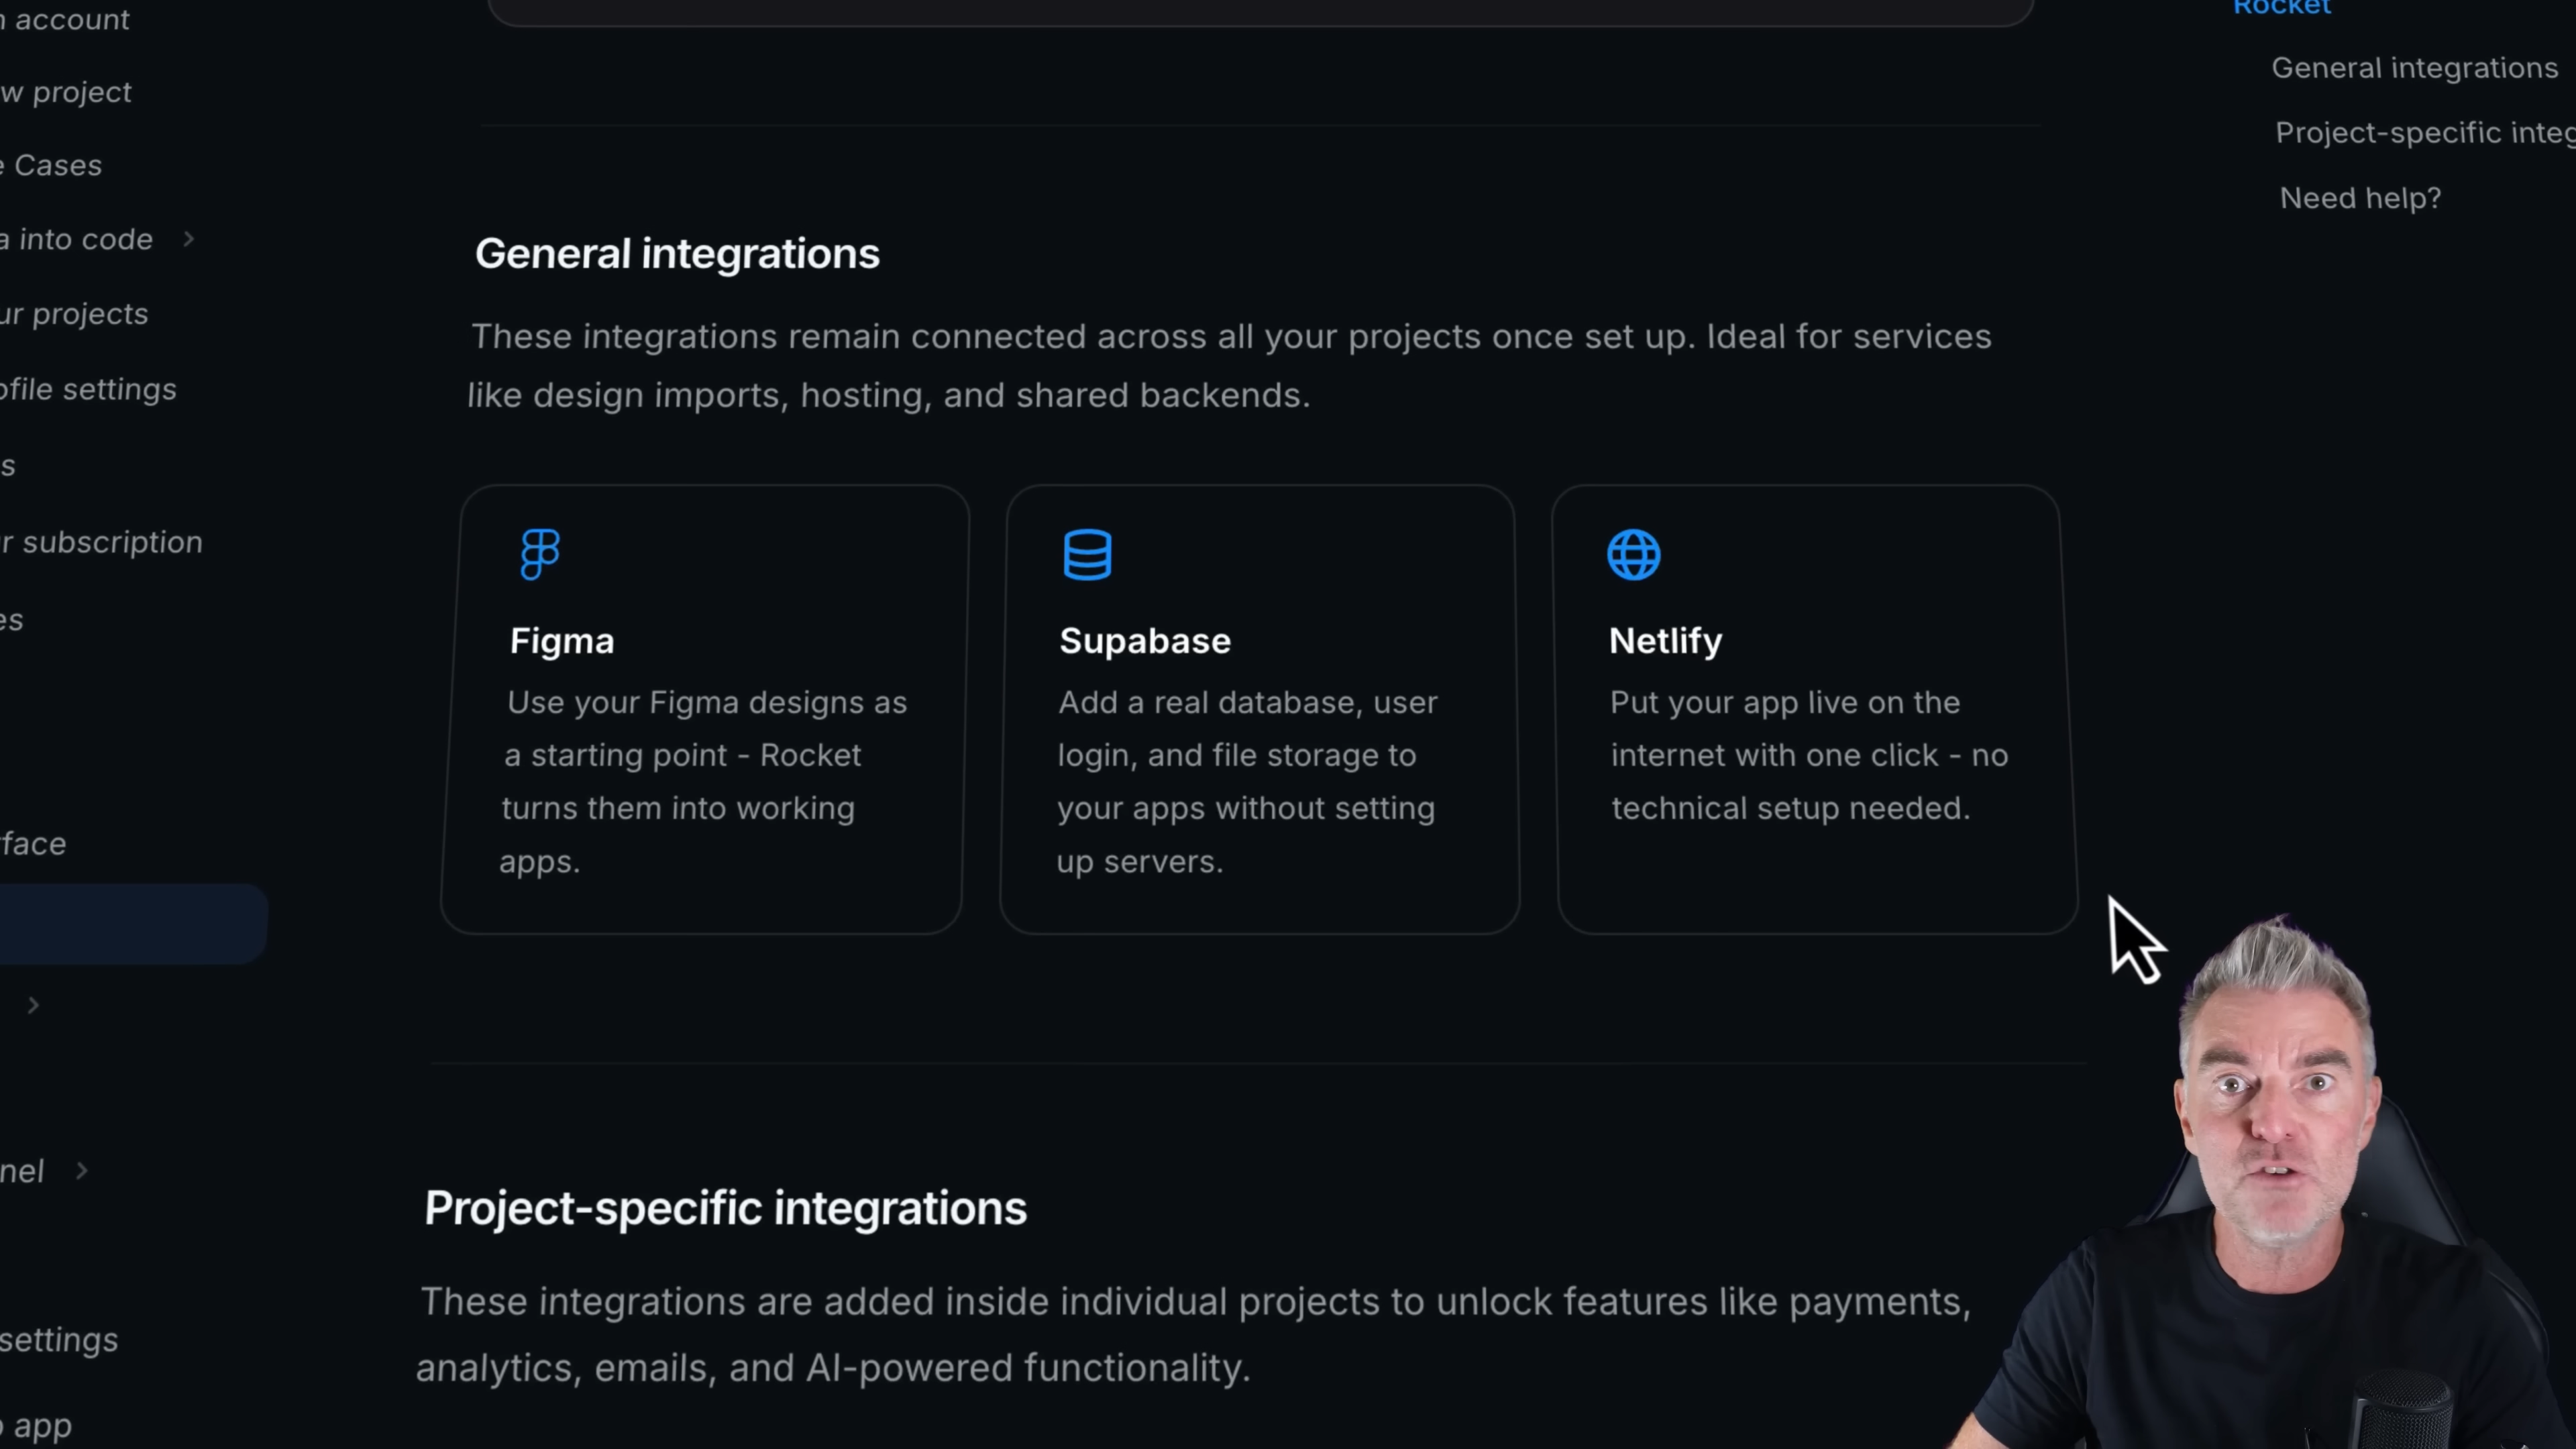 account
w project
Cases
into code
ur projects
ofile settings
s
r subscription
es
face
nel
settings
app
General integrations
These integrations remain connected across all your projects once set up. Ideal for services
like design imports, hosting, and shared backends.
Figma
Use your Figma designs as
a starting point - Rocket
turns them into working
apps.
Supabase
Add a real database, user
login, and file storage to
your apps without setting
up servers.
Netlify
Put your app live on the
internet with one click - no
technical setup needed.
Project-specific integrations
These integrations are added inside individual projects to unlock features like payments,
analytics, emails, and AI-powered functionality.
Rocket
General integrations
Project-specific integ
Need help?